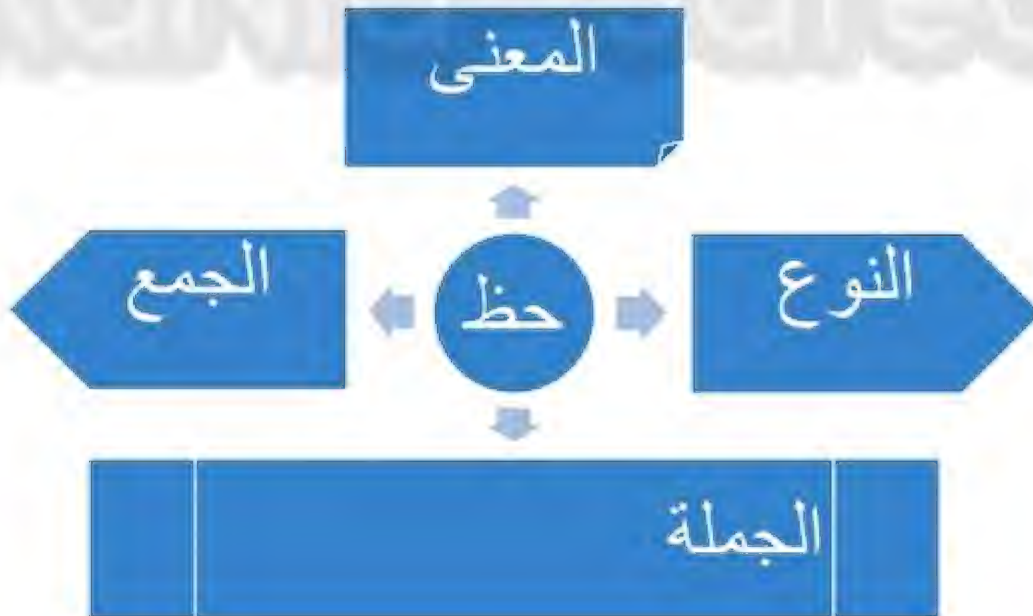 المعنى
النوع
حظ
الجمع
الجملة